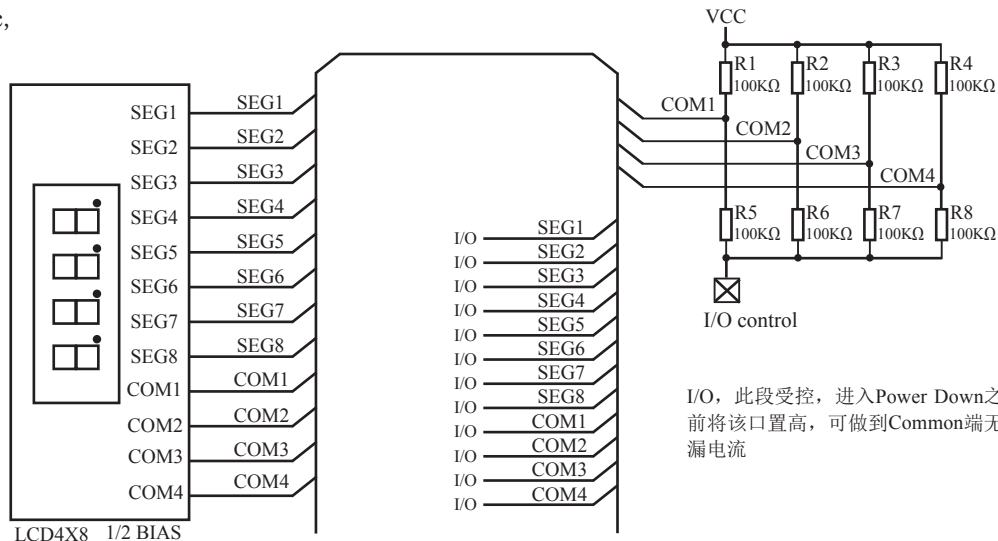 c,
LCD4X8 1/2 BIAS
SEG1
SEG2
SEG3
SEG4
SEG5
SEG6
SEG7
SEG8
COM1
COM2
COM3
COM4
SEG1
SEG2
SEG3
SEG4
SEG5
SEG6
SEG7
SEG8
COM1
COM2
COM3
COM4
I/O SEG1
I/O SEG2
I/O SEG3
I/O SEG4
I/O SEG5
I/O SEG6
I/O SEG7
I/O SEG8
I/O COM1
I/O COM2
I/O COM3
I/O COM4
VCC
R1 R2 R3 R4
100KΩ 100KΩ 100KΩ 100KΩ
COM1
COM2
COM3
COM4
R5 R6 R7 R8
100KΩ 100KΩ 100KΩ 100KΩ
I/O control
I/O，此段受控，进入Power Down之
前将该口置高，可做到Common端无
漏电流